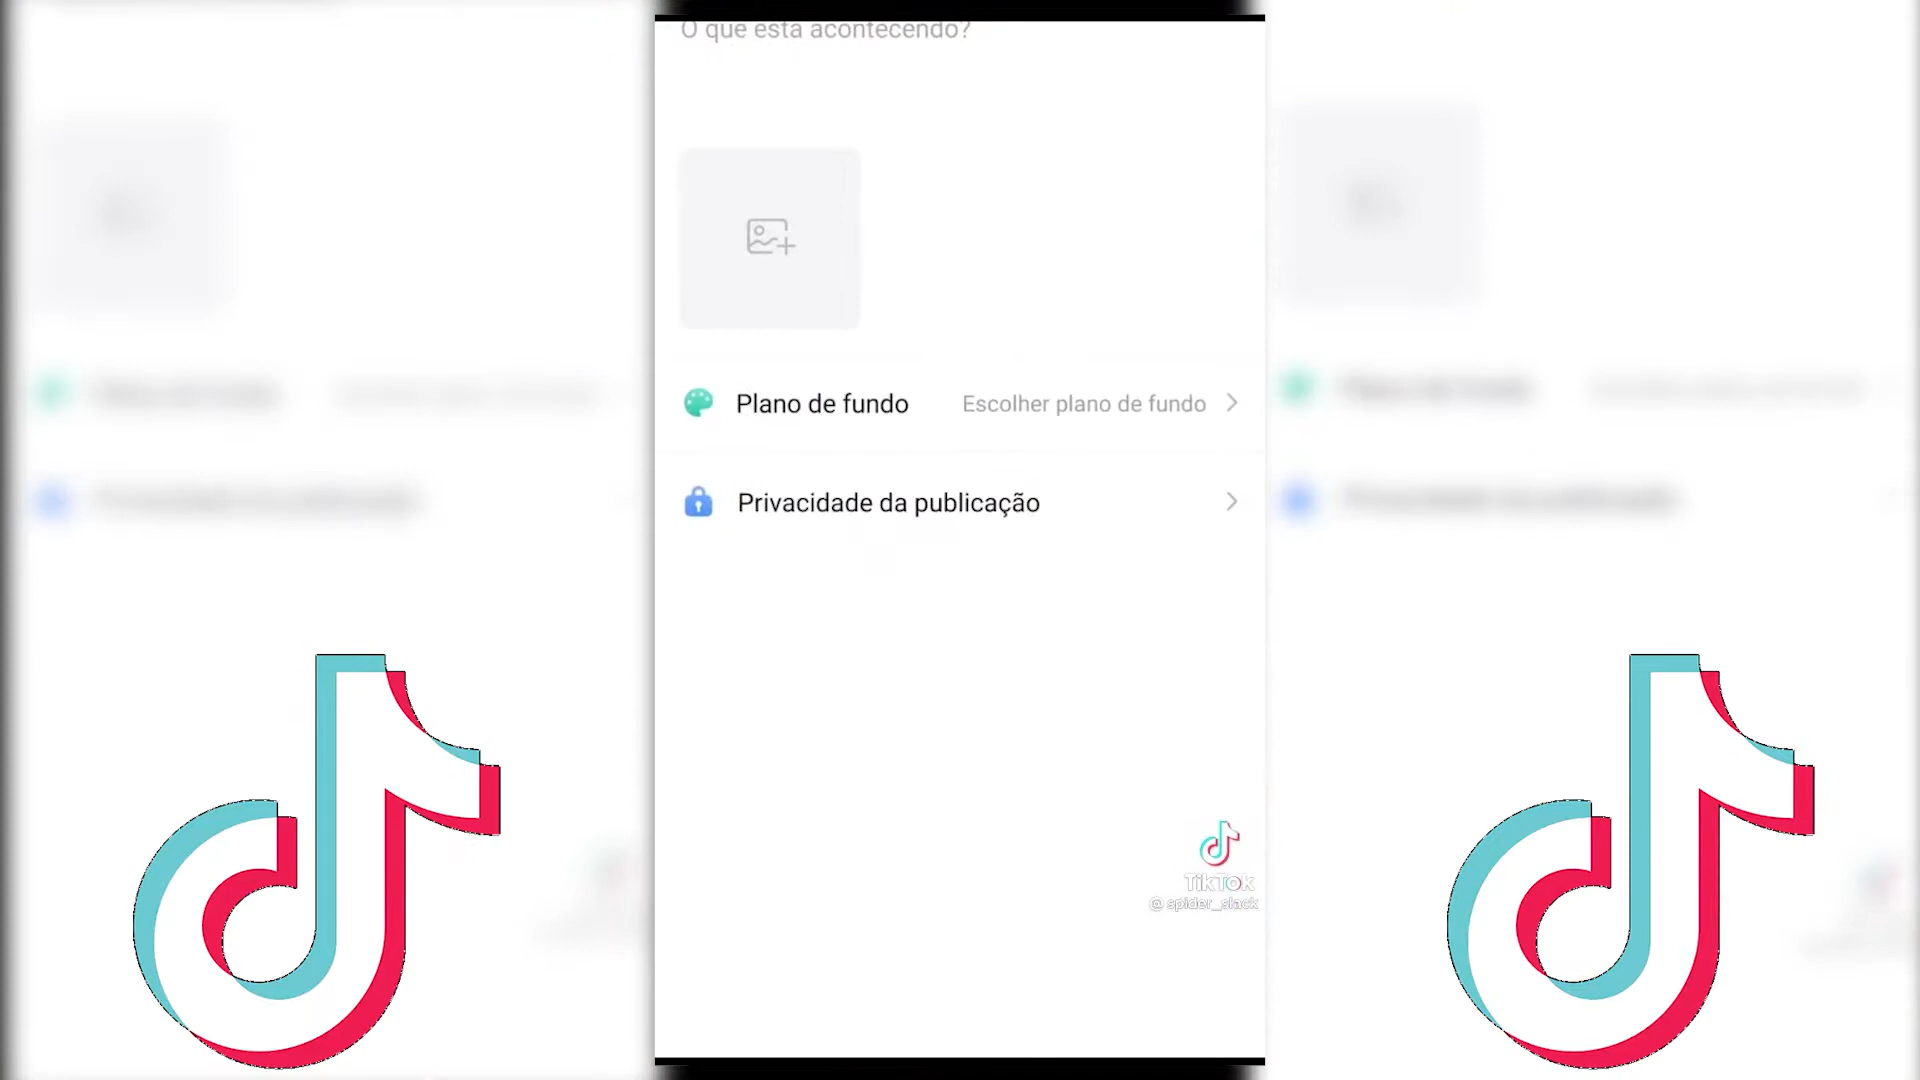 O que está acontecendo?
Plano de fundo
Escolher plano de fundo
Privacidade da publicação
TikTok
@spider_slack